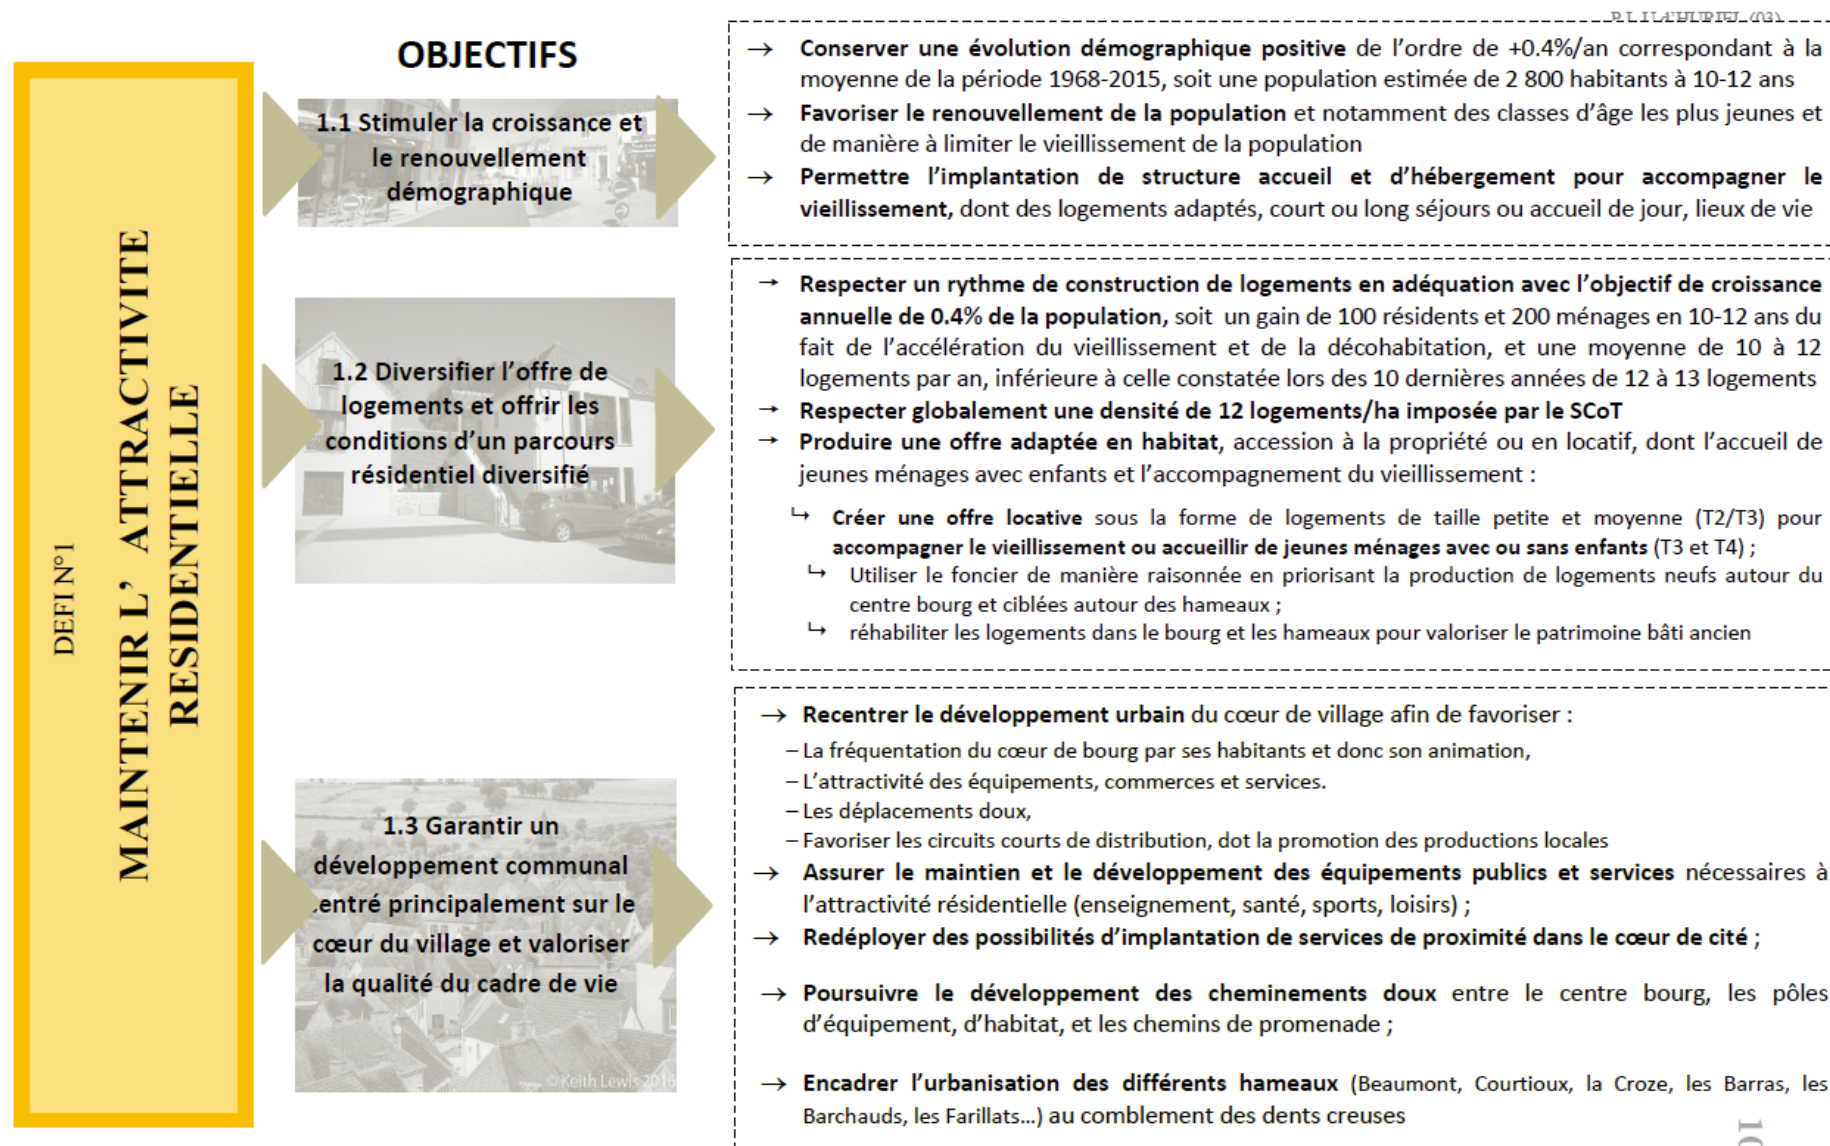 P.L.U d'HURIEL (03)
OBJECTIFS
DEFI N°1
MAINTENIR L' ATTRACTIVITE
RESIDENTIELLE
1.1 Stimuler la croissance et
le renouvellement
démographique
→ Conserver une évolution démographique positive de l'ordre de +0.4%/an correspondant à la
moyenne de la période 1968-2015, soit une population estimée de 2 800 habitants à 10-12 ans
→ Favoriser le renouvellement de la population et notamment des classes d'âge les plus jeunes et
de manière à limiter le vieillissement de la population
→ Permettre l'implantation de structure accueil et d'hébergement pour accompagner le
vieillissement, dont des logements adaptés, court ou long séjours ou accueil de jour, lieux de vie
1.2 Diversifier l'offre de
logements et offrir les
conditions d'un parcours
résidentiel diversifié
→ Respecter un rythme de construction de logements en adéquation avec l'objectif de croissance
annuelle de 0.4% de la population, soit un gain de 100 résidents et 200 ménages en 10-12 ans du
fait de l'accélération du vieillissement et de la décohabitation, et une moyenne de 10 à 12
logements par an, inférieure à celle constatée lors des 10 dernières années de 12 à 13 logements
→ Respecter globalement une densité de 12 logements/ha imposée par le SCoT
→ Produire une offre adaptée en habitat, accession à la propriété ou en locatif, dont l'accueil de
jeunes ménages avec enfants et l'accompagnement du vieillissement :
↪ Créer une offre locative sous la forme de logements de taille petite et moyenne (T2/T3) pour
accompagner le vieillissement ou accueillir de jeunes ménages avec ou sans enfants (T3 et T4) ;
↪ Utiliser le foncier de manière raisonnée en priorisant la production de logements neufs autour du
centre bourg et ciblées autour des hameaux ;
↪ réhabiliter les logements dans le bourg et les hameaux pour valoriser le patrimoine bâti ancien
1.3 Garantir un
développement communal
centré principalement sur le
cœur du village et valoriser
la qualité du cadre de vie
© Keith Lewis 2016
→ Recentrer le développement urbain du cœur de village afin de favoriser :
– La fréquentation du cœur de bourg par ses habitants et donc son animation,
– L'attractivité des équipements, commerces et services.
– Les déplacements doux,
– Favoriser les circuits courts de distribution, dot la promotion des productions locales
→ Assurer le maintien et le développement des équipements publics et services nécessaires à
l'attractivité résidentielle (enseignement, santé, sports, loisirs) ;
→ Redéployer des possibilités d'implantation de services de proximité dans le cœur de cité ;
→ Poursuivre le développement des cheminements doux entre le centre bourg, les pôles
d'équipement, d'habitat, et les chemins de promenade ;
→ Encadrer l'urbanisation des différents hameaux (Beaumont, Courtioux, la Croze, les Barras, les
Barchauds, les Farillats…) au comblement des dents creuses